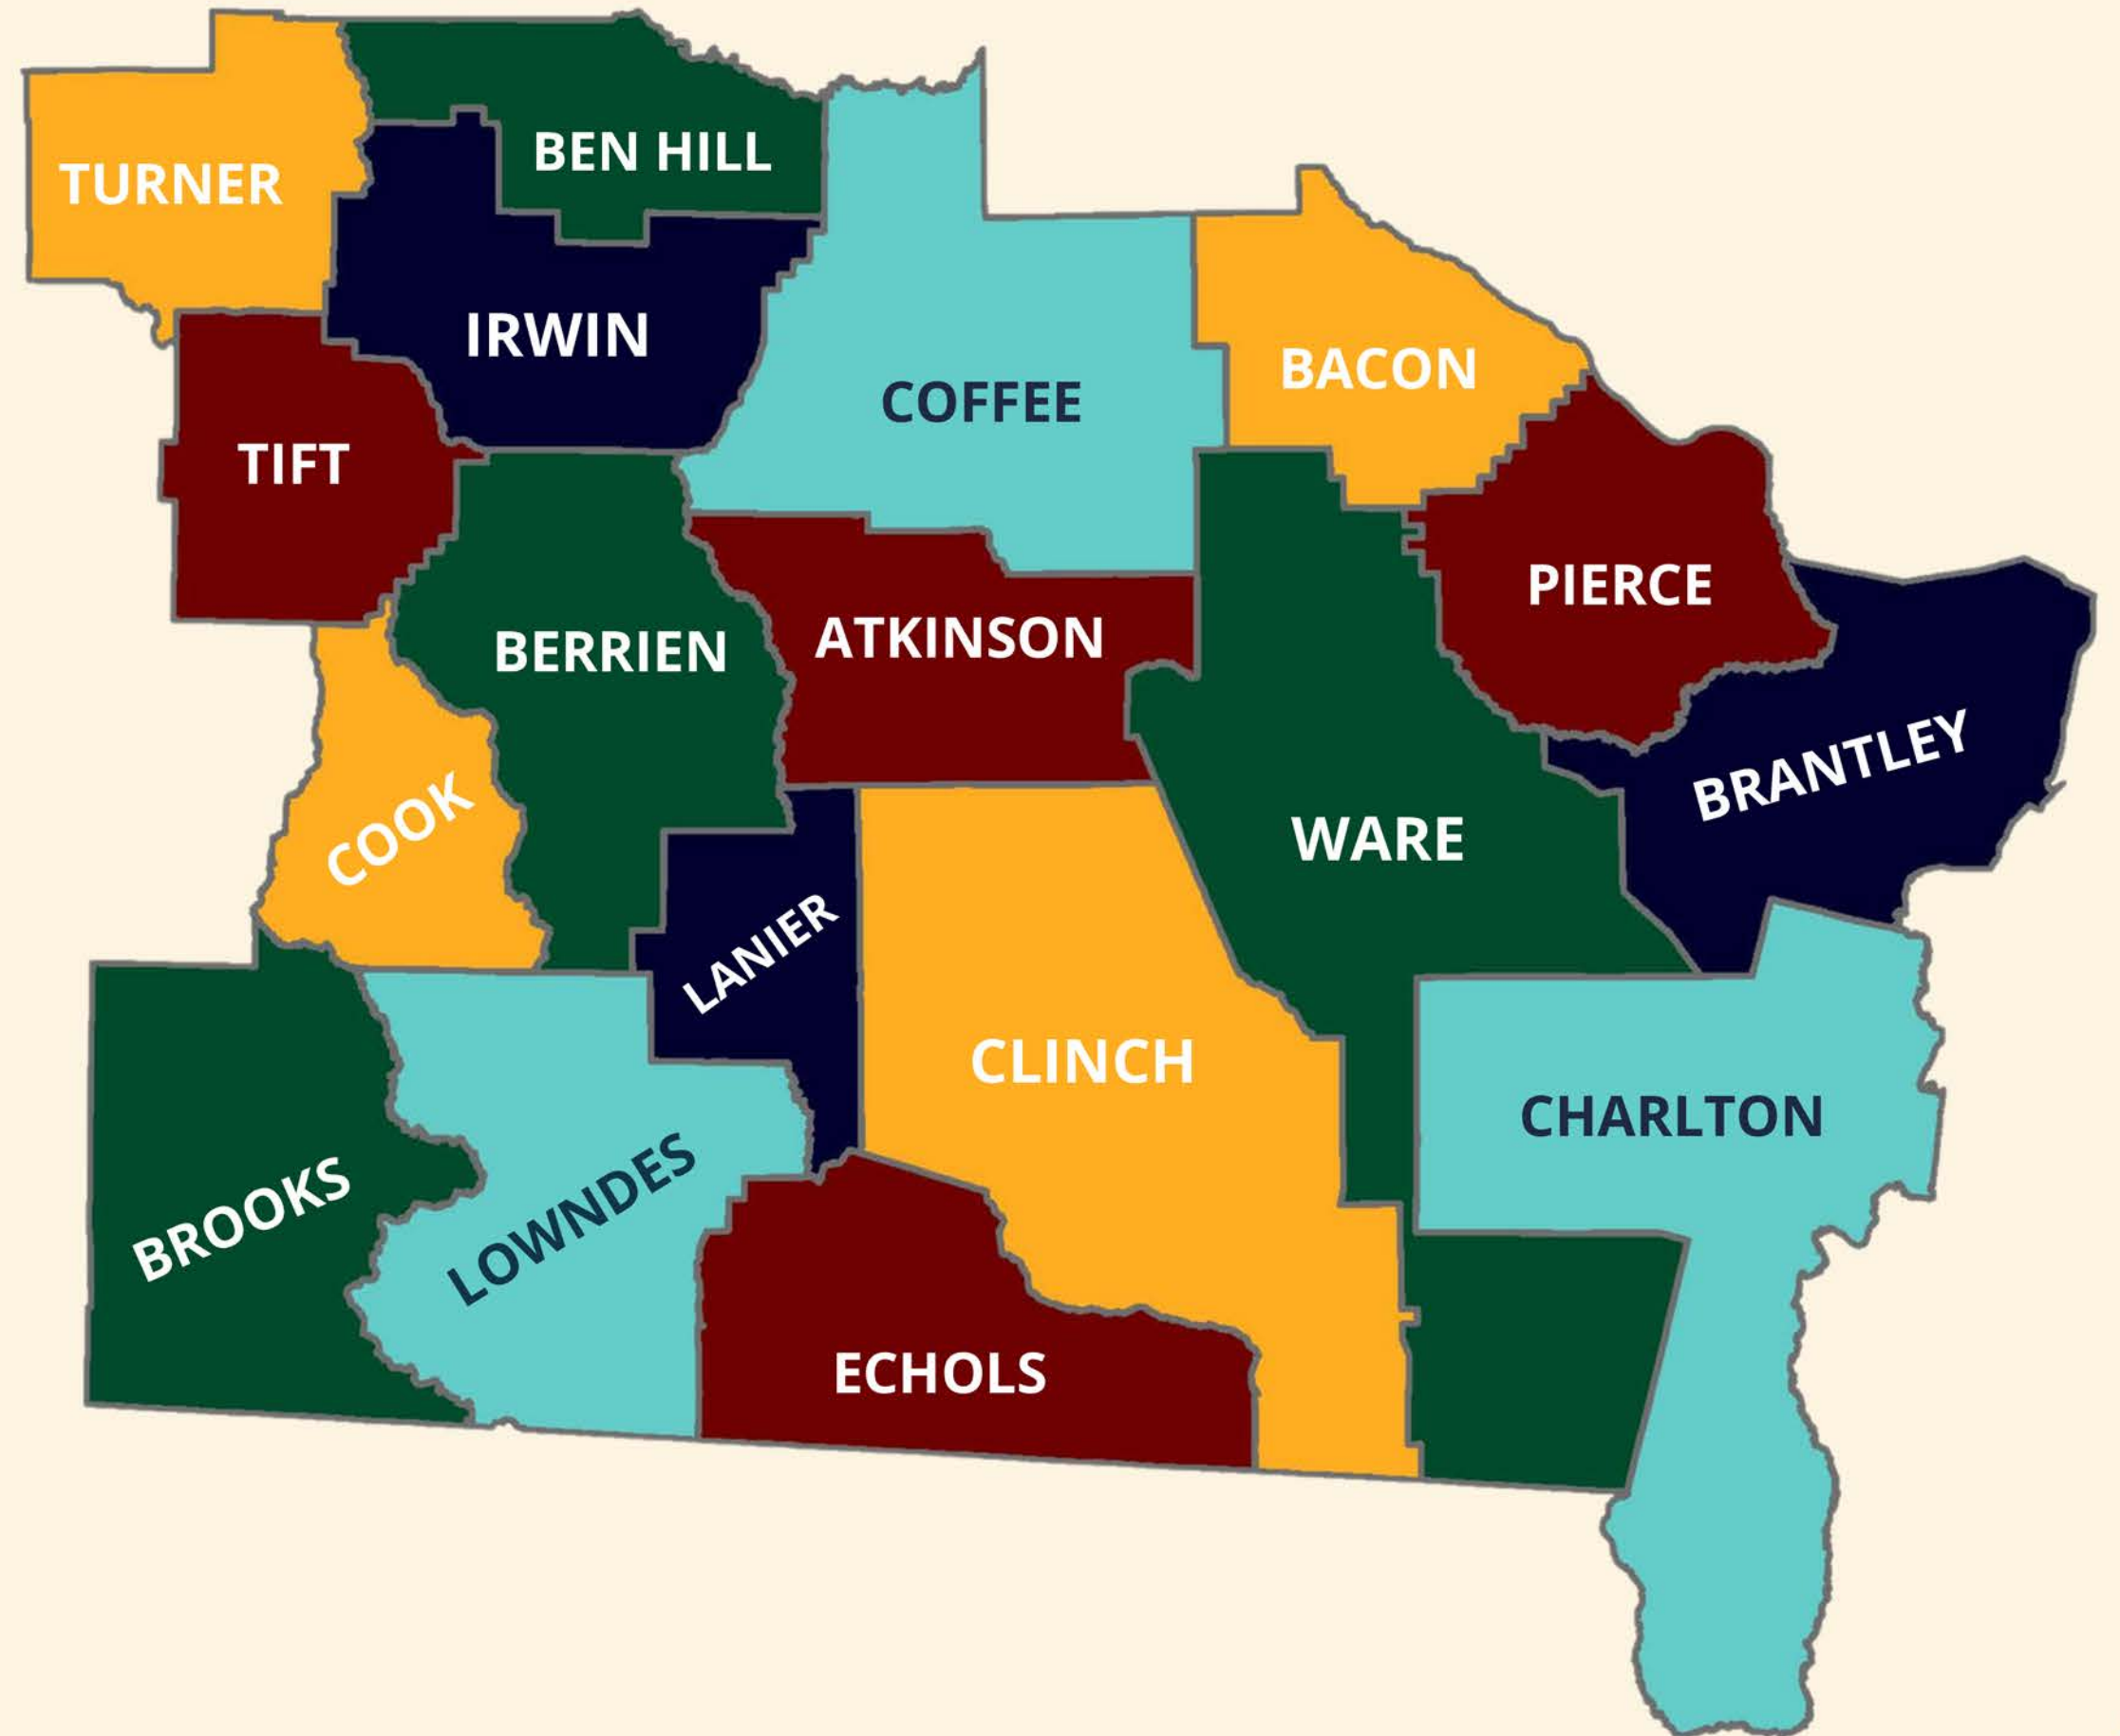 BEN HILL
TURNER
IRWIN
BACON
COFFEE
TIFT
PIERCE
ATKINSON
BERRIEN
BRANTLEY
COOK
WARE
LANIER
CLINCH
CHARLTON
BROOKS
LOWNDES
ECHOLS